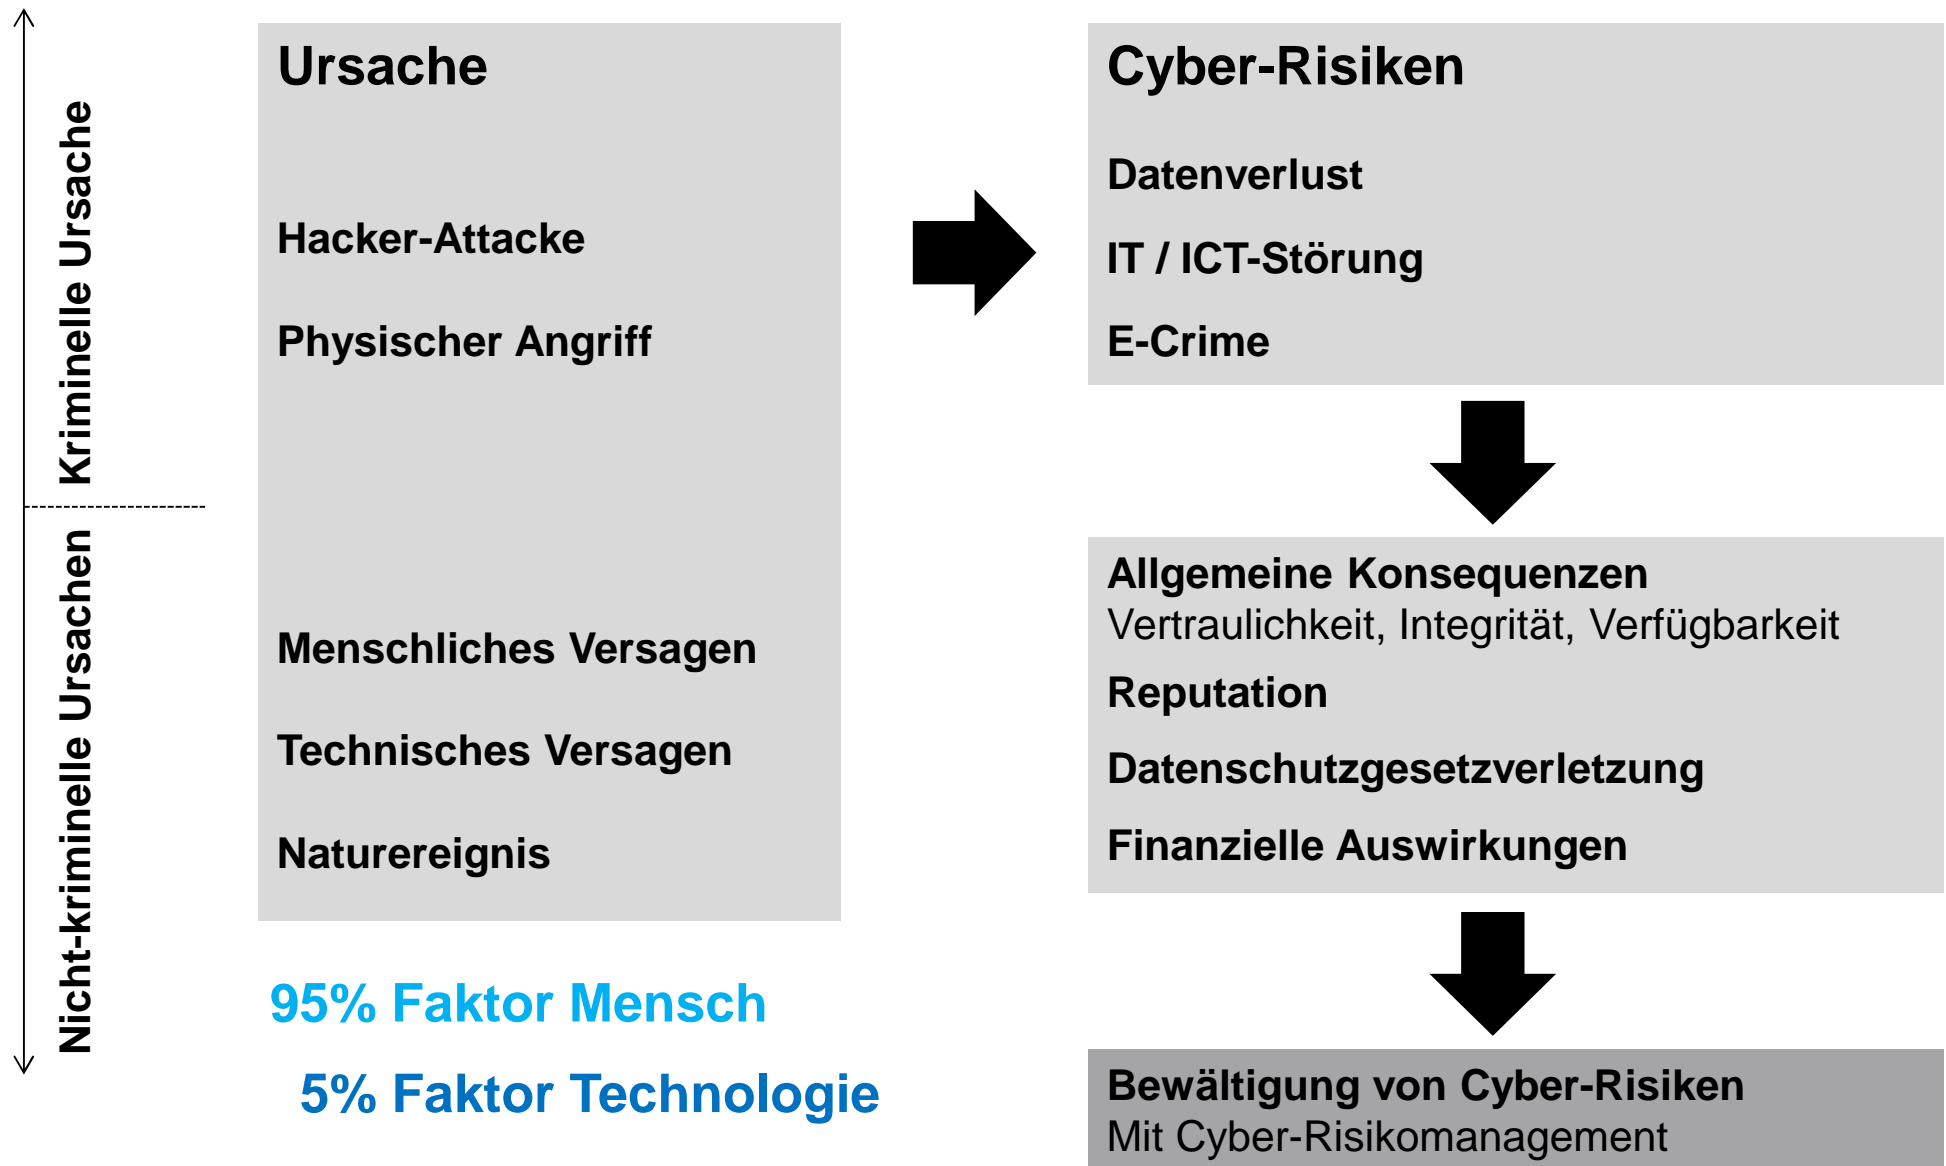 Kriminelle Ursache
Nicht-kriminelle Ursachen
Ursache
Hacker-Attacke
Physischer Angriff
Menschliches Versagen
Technisches Versagen
Naturereignis
95% Faktor Mensch
5% Faktor Technologie
Cyber-Risiken
Datenverlust
IT / ICT-Störung
E-Crime
Allgemeine Konsequenzen
Vertraulichkeit, Integrität, Verfügbarkeit
Reputation
Datenschutzgesetzverletzung
Finanzielle Auswirkungen
Bewältigung von Cyber-Risiken
Mit Cyber-Risikomanagement